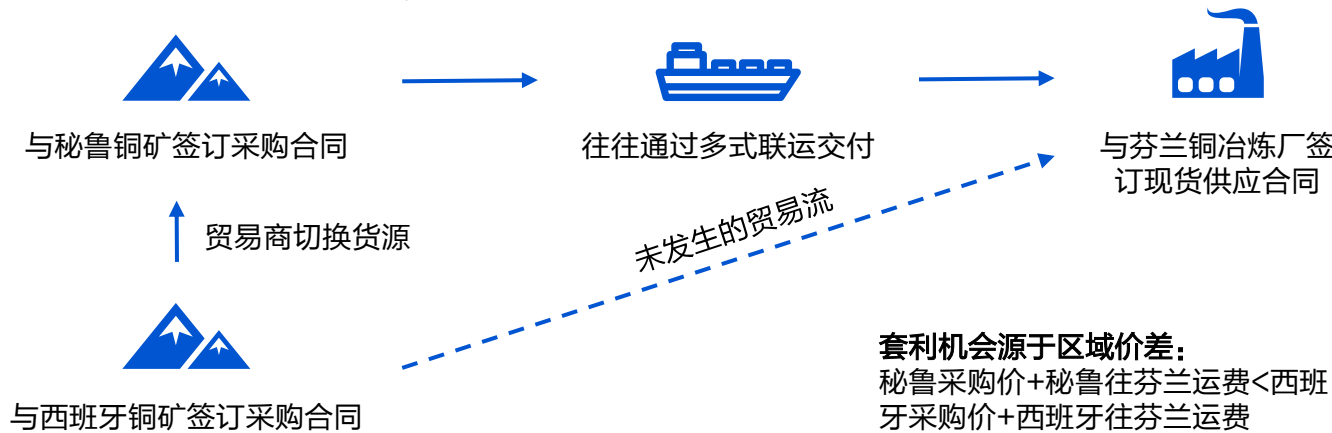 与秘鲁铜矿签订采购合同
往往通过多式联运交付
与芬兰铜冶炼厂签
订现货供应合同
贸易商切换货源
未发生的贸易流
与西班牙铜矿签订采购合同
套利机会源于区域价差：
秘鲁采购价+秘鲁往芬兰运费<西班
牙采购价+西班牙往芬兰运费